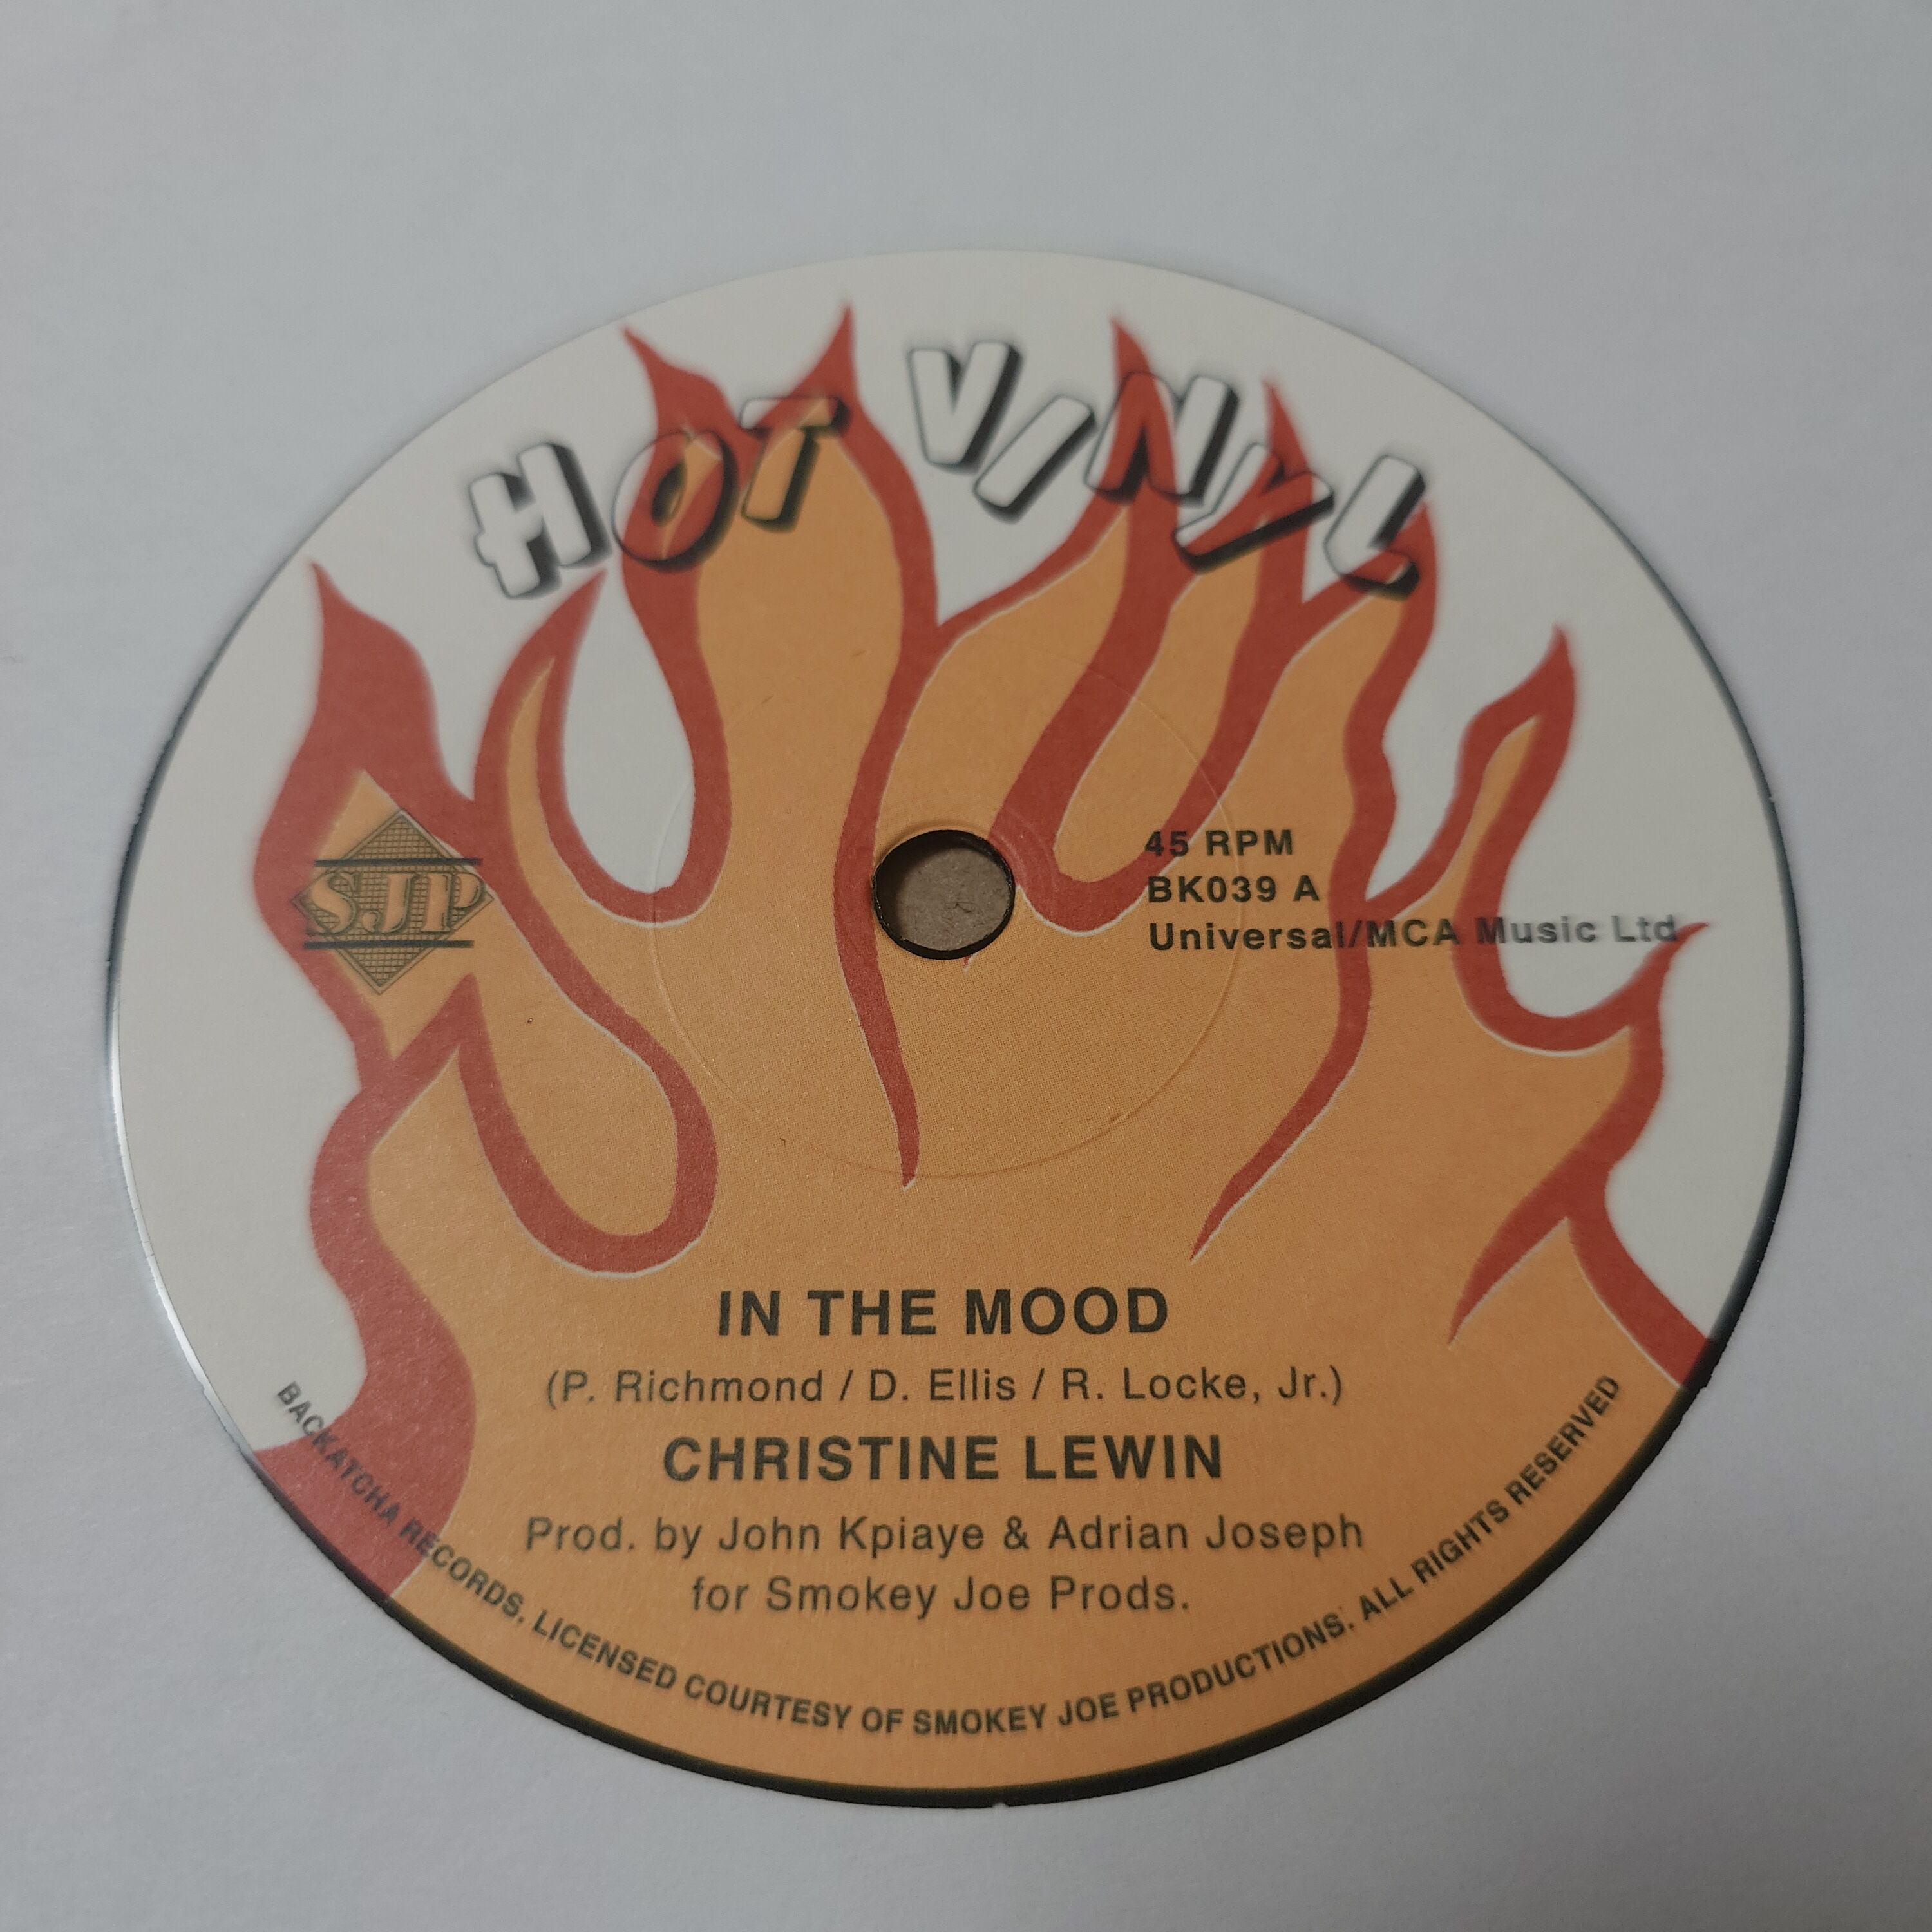 HOT VINYL
SJP
45 RPM
BK039 A
Universal/MCA Music Ltd
IN THE MOOD
(P. Richmond / D. Ellis / R. Locke, Jr.)
CHRISTINE LEWIN
Prod. by John Kpiaye & Adrian Joseph
for Smokey Joe Prods.
BACKATCHA RECORDS. LICENSED COURTESY OF SMOKEY JOE PRODUCTIONS. ALL RIGHTS RESERVED